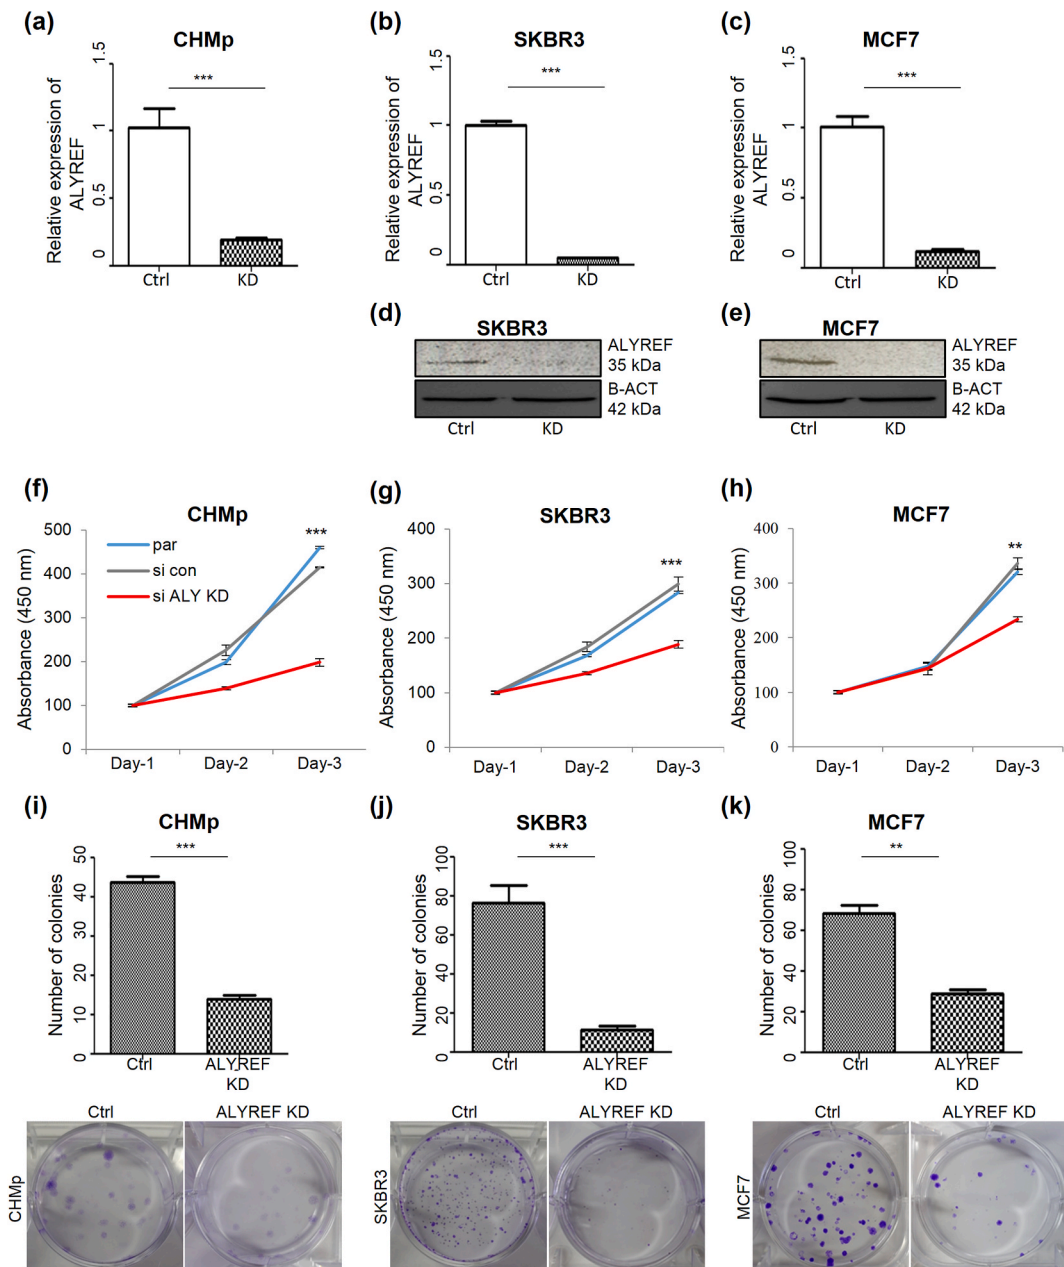 (a)
CHMp
Relative expression of
ALYREF
1.5
1
0.5
0
***
Ctrl
KD
(b)
SKBR3
Relative expression of
ALYREF
1.5
1
0.5
0
***
Ctrl
KD
(c)
MCF7
Relative expression of
ALYREF
1.5
1
0.5
0
***
Ctrl
KD
(d)
SKBR3
ALYREF
35 kDa
B-ACT
42 kDa
Ctrl
KD
(e)
MCF7
ALYREF
35 kDa
B-ACT
42 kDa
Ctrl
KD
(f)
CHMp
Absorbance (450 nm)
500
400
300
200
100
0
par
si con
si ALY KD
***
Day-1
Day-2
Day-3
(g)
SKBR3
Absorbance (450 nm)
400
300
200
100
0
***
Day-1
Day-2
Day-3
(h)
MCF7
Absorbance (450 nm)
400
300
200
100
0
**
Day-1
Day-2
Day-3
(i)
CHMp
Number of colonies
50
40
30
20
10
0
***
Ctrl
ALYREF
KD
(j)
SKBR3
Number of colonies
100
80
60
40
20
0
***
Ctrl
ALYREF
KD
(k)
MCF7
Number of colonies
100
80
60
40
20
0
**
Ctrl
ALYREF
KD
Ctrl
ALYREF KD
CHMp
Ctrl
ALYREF KD
SKBR3
Ctrl
ALYREF KD
MCF7